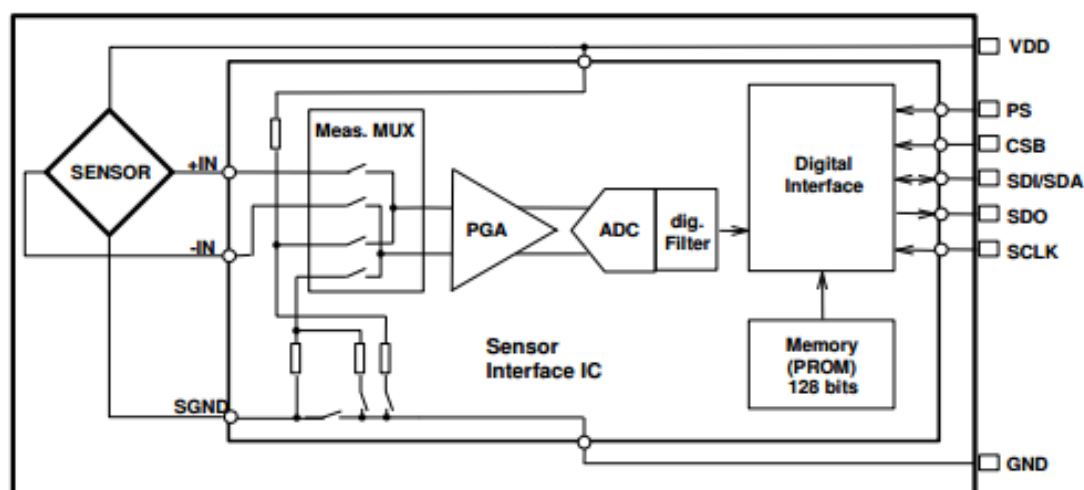 VDD
PS
Meas. MUX
CSB
SENSOR
+IN
Digital
Interface
SDI/SDA
SDO
PGA
ADC
dig.
Filter
-IN
SCLK
Sensor
Interface IC
Memory
(PROM)
128 bits
SGND
GND